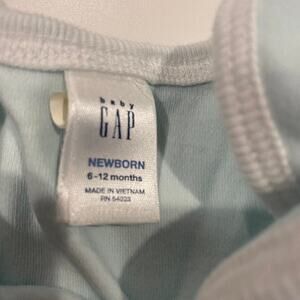 baby
GAP
NEWBORN
6-12 months
MADE IN VIETNAM
RN 54023